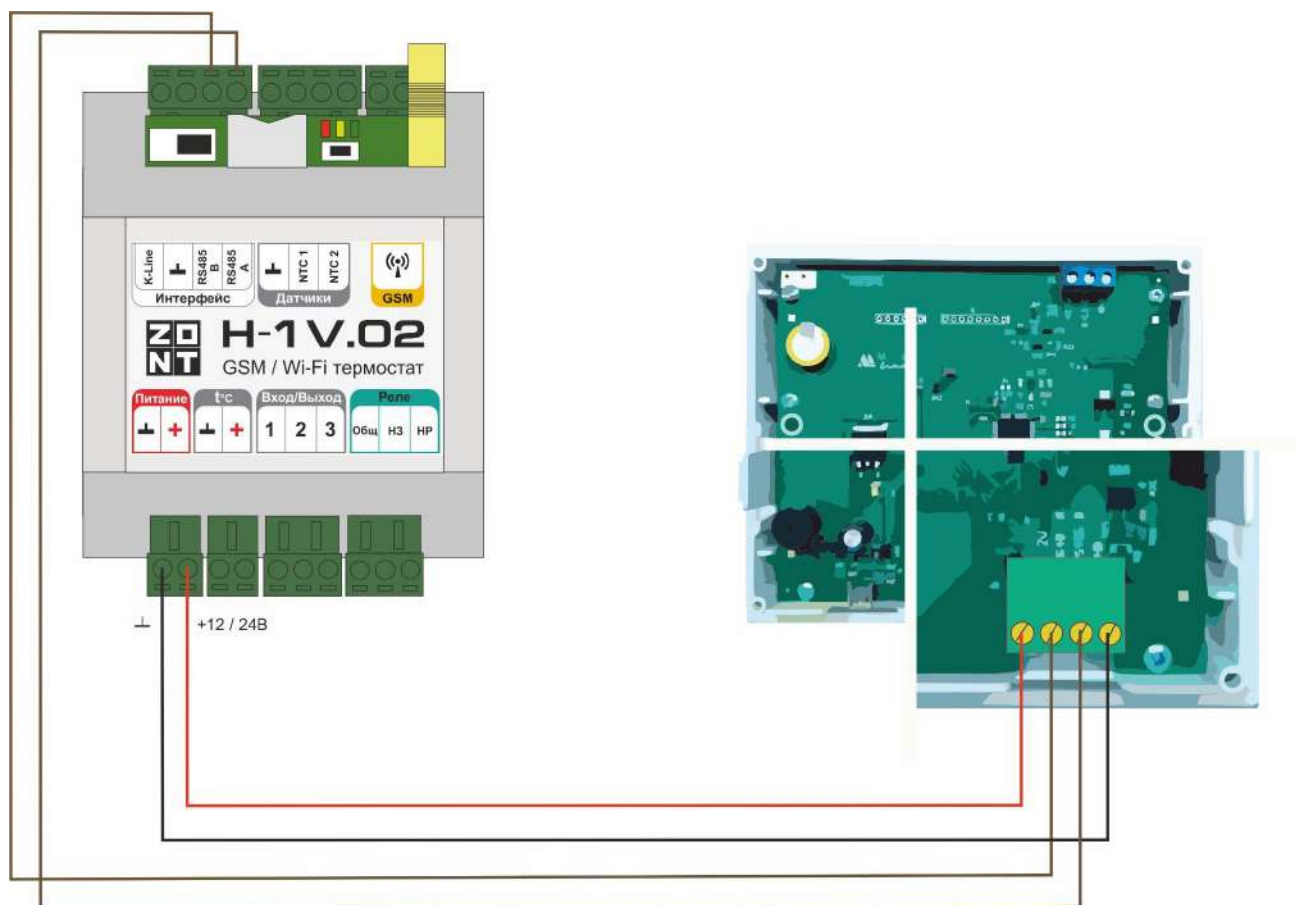 K-Line
⊥
RS485 B
RS485 A
⊥
NTC 1
NTC 2
Интерфейс
Датчики
GSM
ZONT
H-1V.02
GSM / Wi-Fi термостат
Питание
t°C
Вход/Выход
Реле
⊥ + ⊥ + 1 2 3 Общ НЗ НР
⊥ +12 / 24В